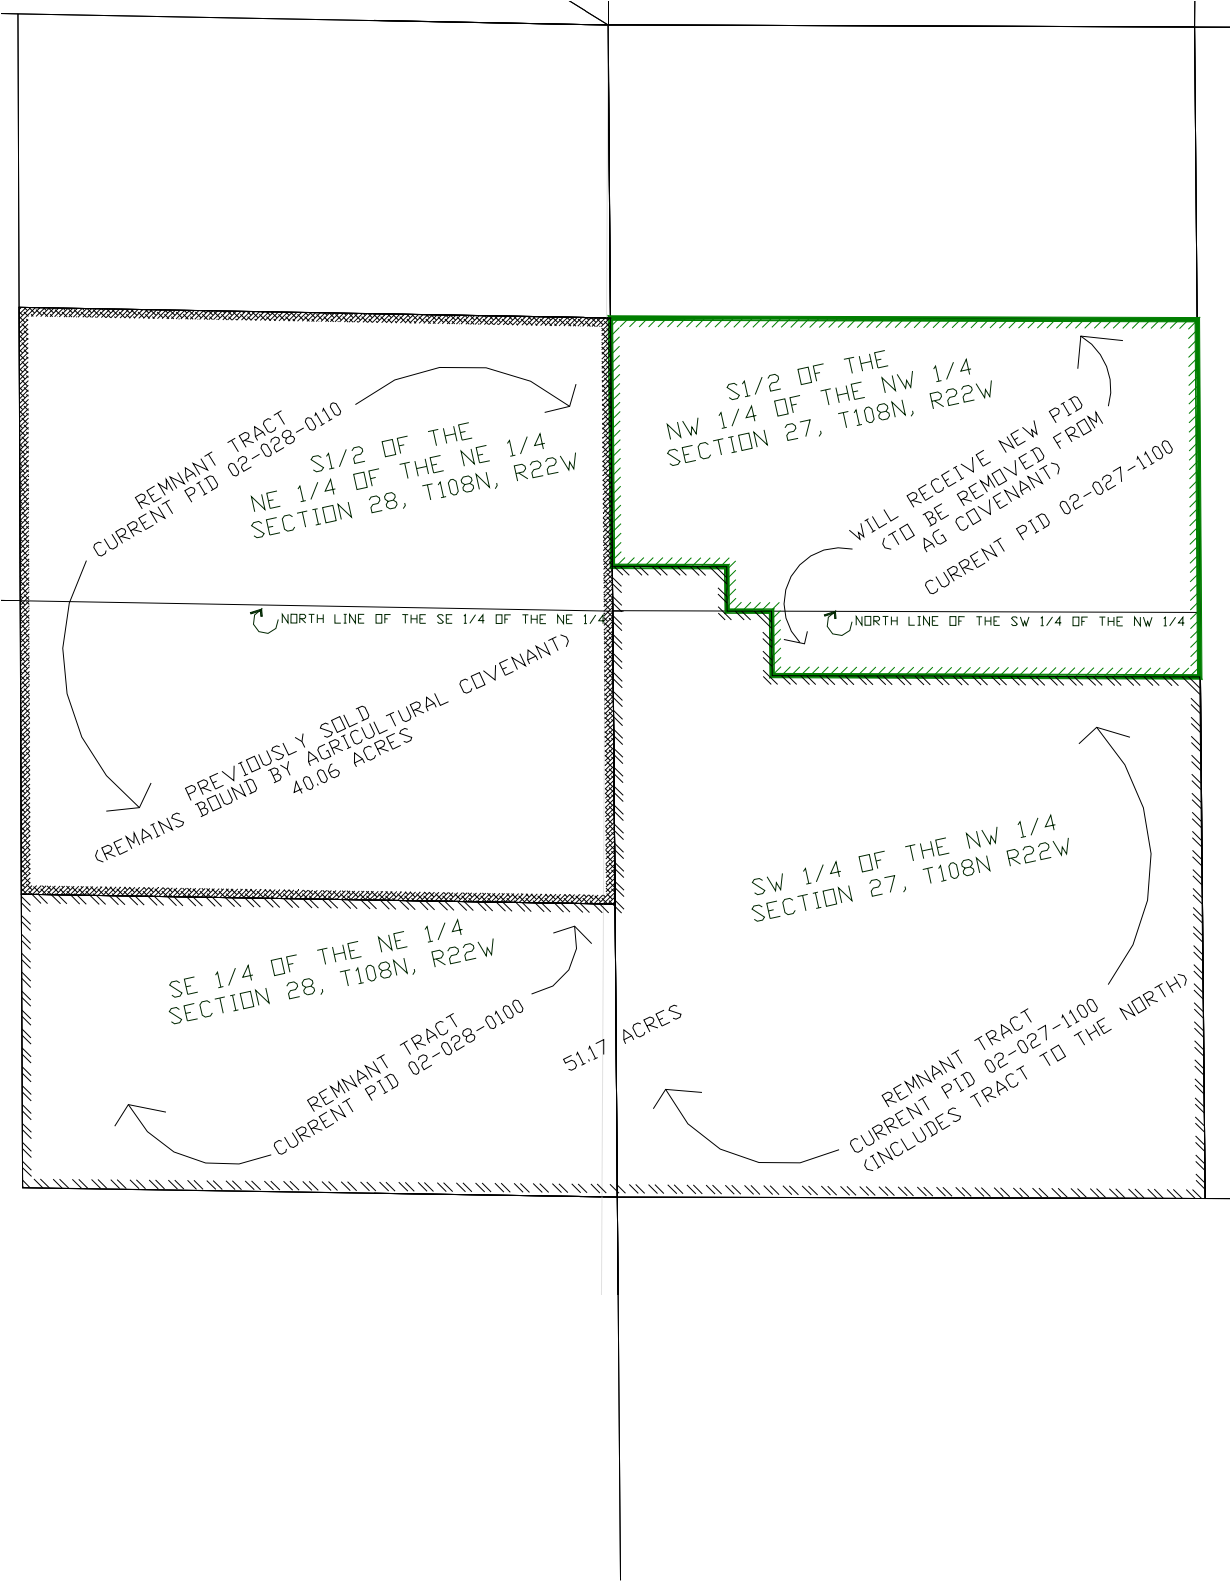 S1/2 OF THE
NW 1/4 OF THE NW 1/4
SECTION 27, T108N, R22W
WILL RECEIVE NEW PID
(TO BE REMOVED FROM
AG COVENANT)
CURRENT PID 02-027-1100
REMNANT TRACT
CURRENT PID 02-028-0110
S1/2 OF THE
NE 1/4 OF THE NE 1/4
SECTION 28, T108N, R22W
NORTH LINE OF THE SE 1/4 OF THE NE 1/4
NORTH LINE OF THE SW 1/4 OF THE NW 1/4
PREVIOUSLY SOLD
(REMAINS BOUND BY AGRICULTURAL COVENANT)
40.06 ACRES
SW 1/4 OF THE NW 1/4
SECTION 27, T108N R22W
SE 1/4 OF THE NE 1/4
SECTION 28, T108N, R22W
REMNANT TRACT
CURRENT PID 02-028-0100
51.17 ACRES
REMNANT TRACT
CURRENT PID 02-027-1100
(INCLUDES TRACT TO THE NORTH)